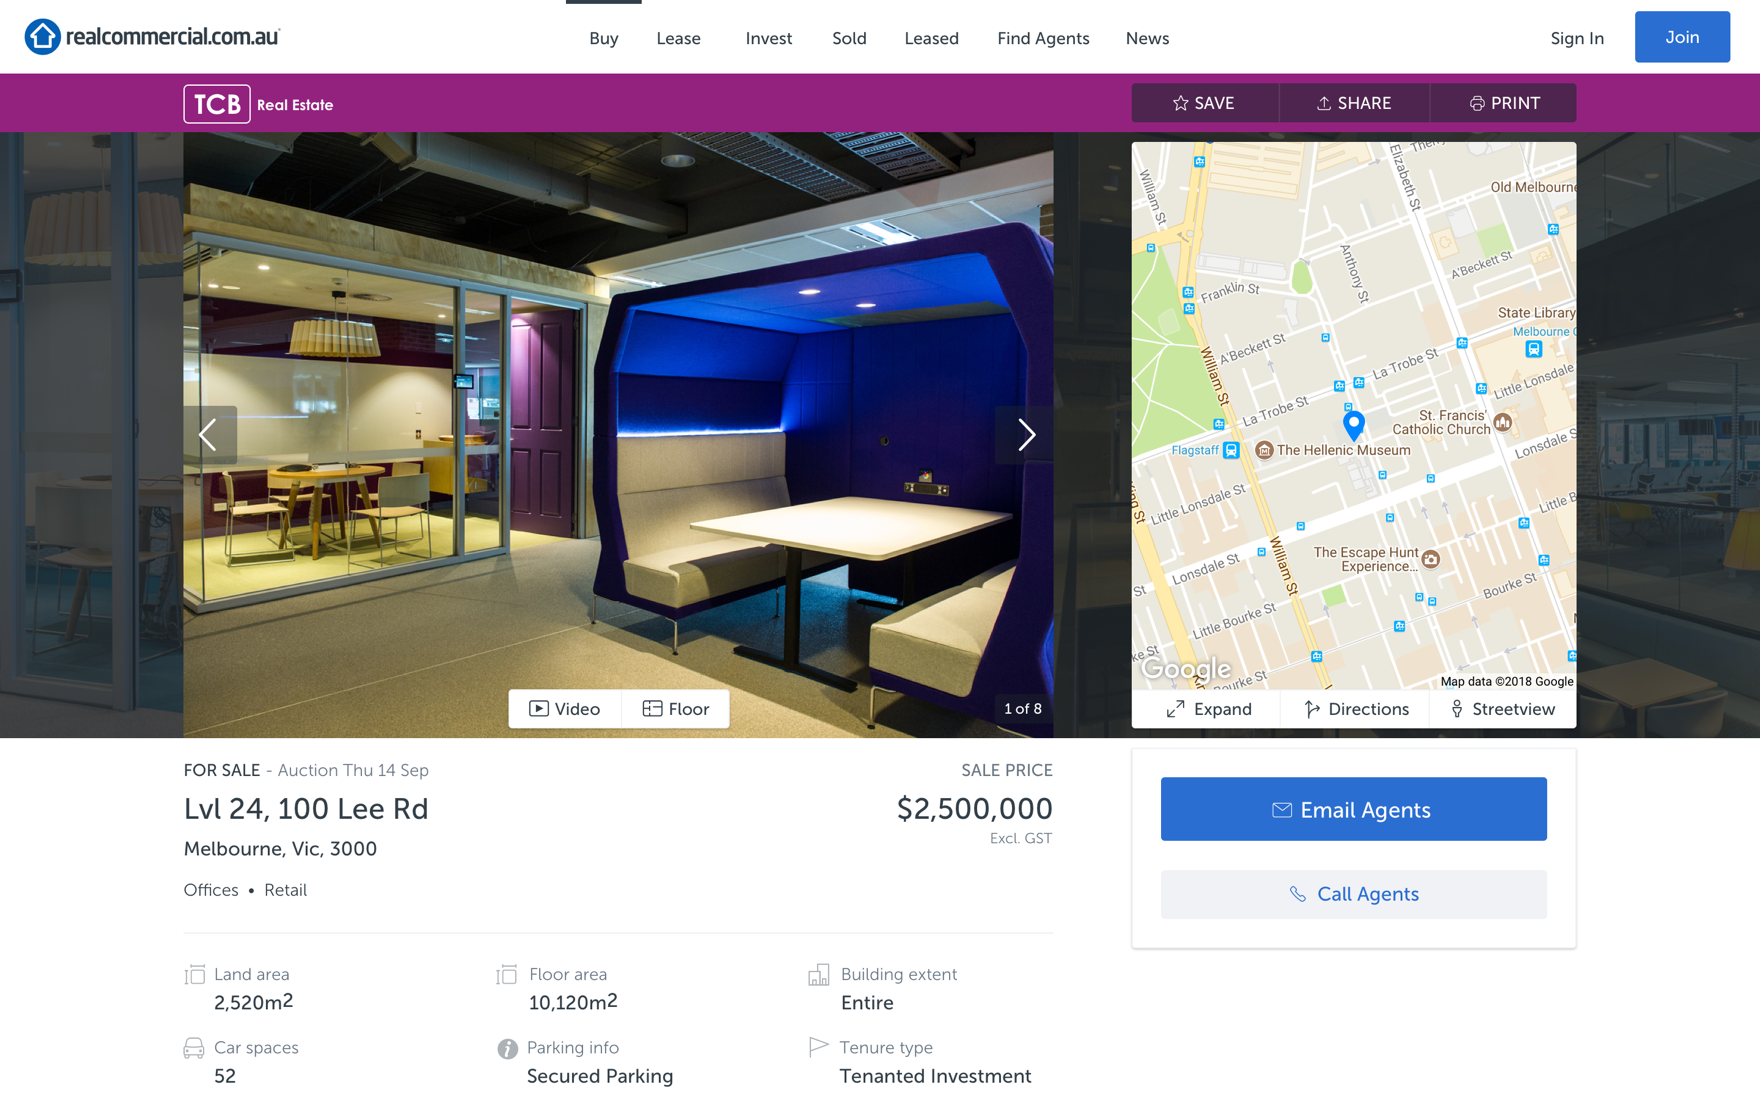 realcommercial.com.au
Buy
Lease
Invest
Sold
Leased
Find Agents
News
Sign In
Join
TCB Real Estate
SAVE
SHARE
PRINT
Video
Floor
1 of 8
William St
Elizabeth St
Old Melbourne
Anthony St
A'Beckett St
Franklin St
State Library
Melbourne C
A'Beckett St
William St
La Trobe St
Little Lonsdale
La Trobe St
St. Francis'
Catholic Church
Flagstaff
The Hellenic Museum
Lonsdale S
Little Lonsdale St
Little B
The Escape Hunt
Experience...
Lonsdale St
William St
Bourke St
Little Bourke St
Google
Map data ©2018 Google
Expand
Directions
Streetview
FOR SALE - Auction Thu 14 Sep
Lvl 24, 100 Lee Rd
Melbourne, Vic, 3000
Offices • Retail
SALE PRICE
$2,500,000
Excl. GST
Email Agents
Call Agents
Land area
2,520m2
Floor area
10,120m2
Building extent
Entire
Car spaces
52
Parking info
Secured Parking
Tenure type
Tenanted Investment